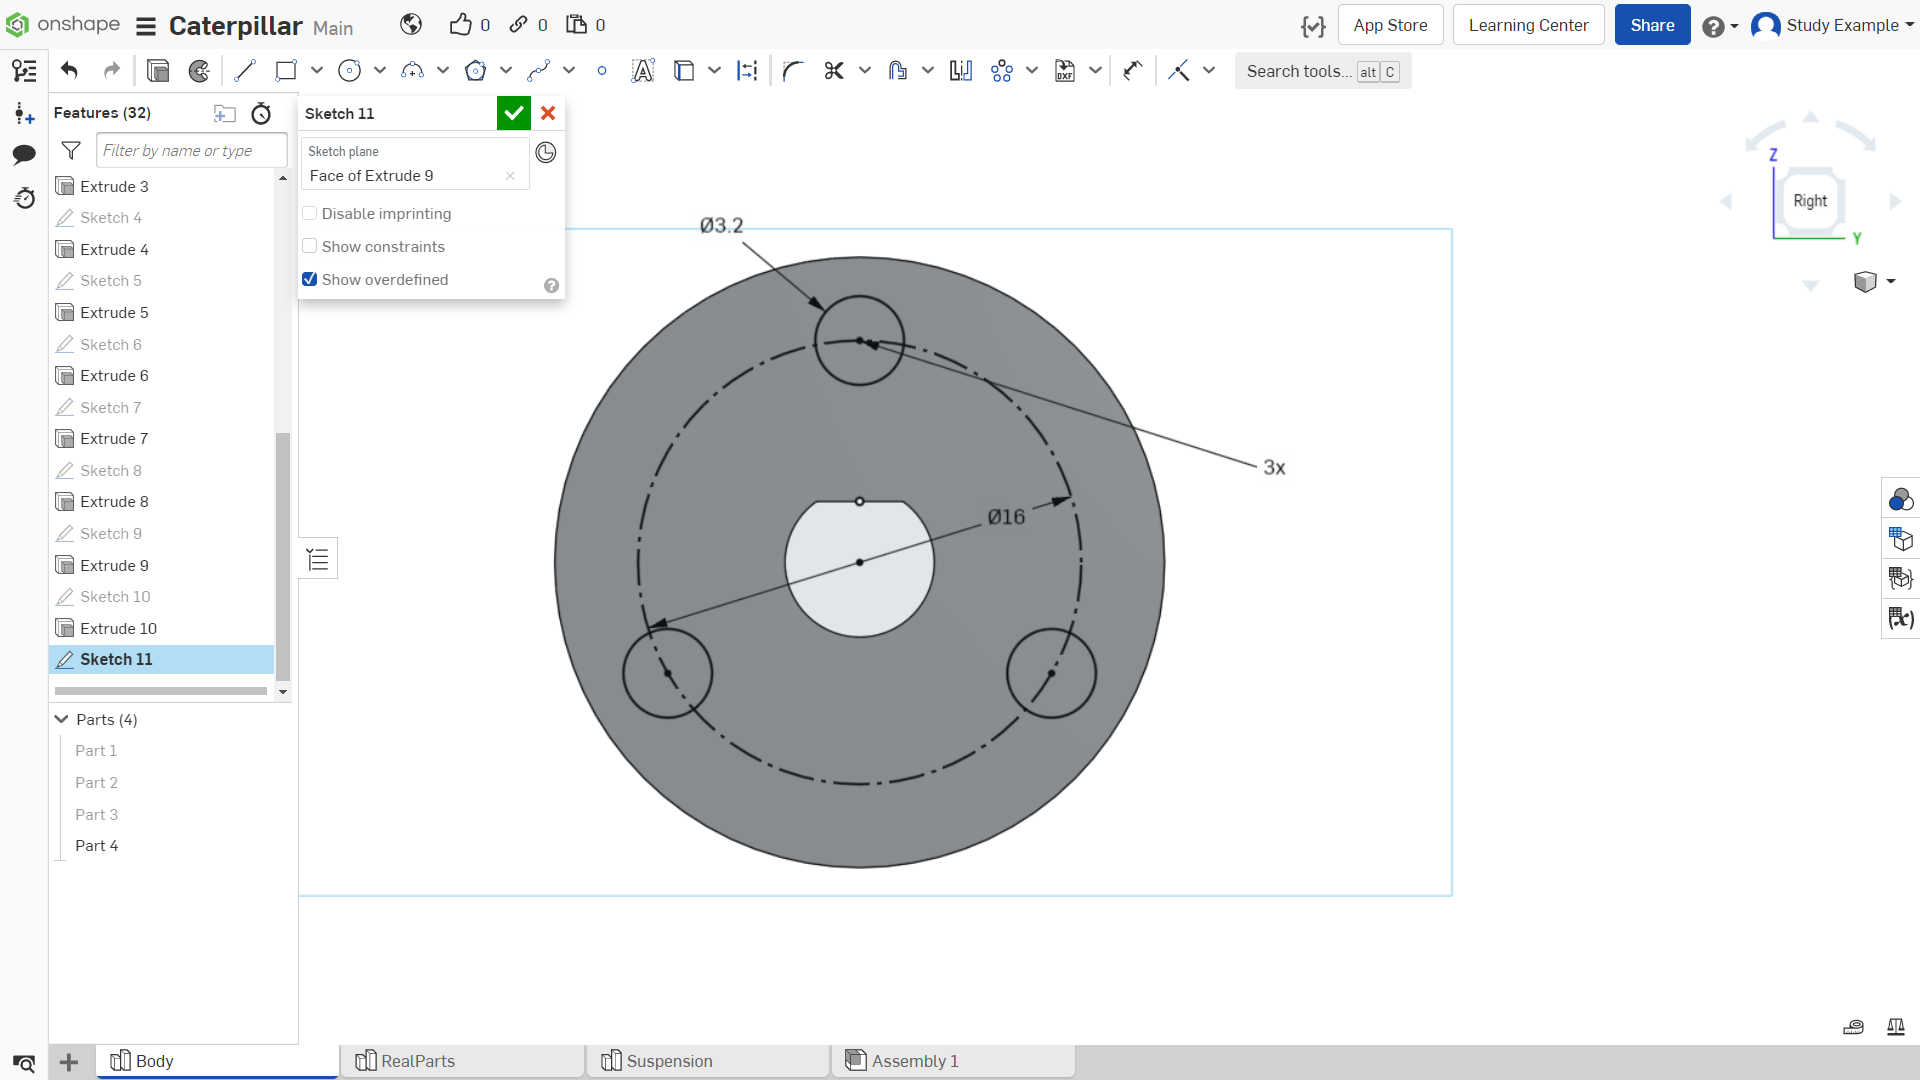 onshape
Caterpillar Main
0 0 0
App Store
Learning Center
Share
Study Example
Search tools... alt C
Features (32)
Filter by name or type
Extrude 3
Sketch 4
Extrude 4
Sketch 5
Extrude 5
Sketch 6
Extrude 6
Sketch 7
Extrude 7
Sketch 8
Extrude 8
Sketch 9
Extrude 9
Sketch 10
Extrude 10
Sketch 11
Parts (4)
Part 1
Part 2
Part 3
Part 4
Sketch 11
Sketch plane
Face of Extrude 9
Disable imprinting
Show constraints
Show overdefined
Ø3.2
3x
Ø16
Z
Right
Y
Body
RealParts
Suspension
Assembly 1